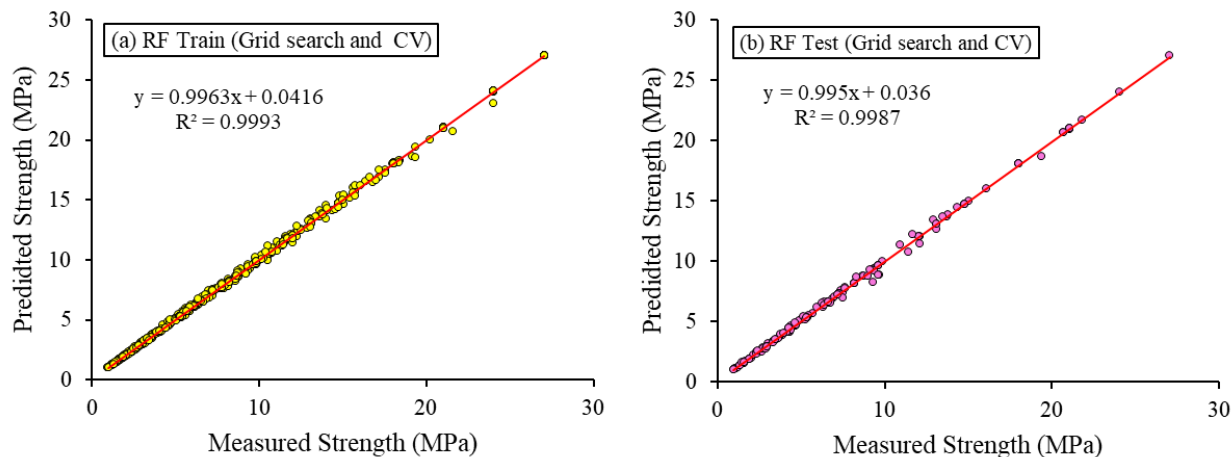 (a) RF Train (Grid search and CV)
y = 0.9963x + 0.0416
R² = 0.9993
Predidted Strength (MPa)
30
25
20
15
10
5
0
0 10 20 30
Measured Strength (MPa)
(b) RF Test (Grid search and CV)
y = 0.995x + 0.036
R² = 0.9987
Predidted Strength (MPa)
30
25
20
15
10
5
0
0 10 20 30
Measured Strength (MPa)